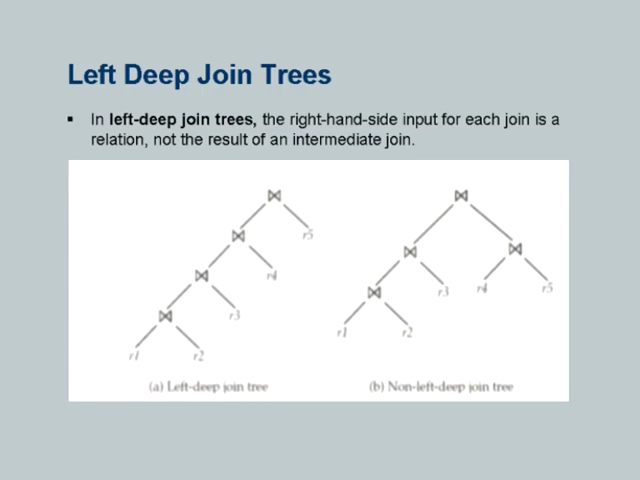 Left Deep Join Trees
▪ In left-deep join trees, the right-hand-side input for each join is a
relation, not the result of an intermediate join.
⋈ ⋈
⋈ r5 ⋈ ⋈
⋈ r4 ⋈ r3 r4 r5
⋈ r3 r1 r2
r1 r2
(a) Left-deep join tree (b) Non-left-deep join tree